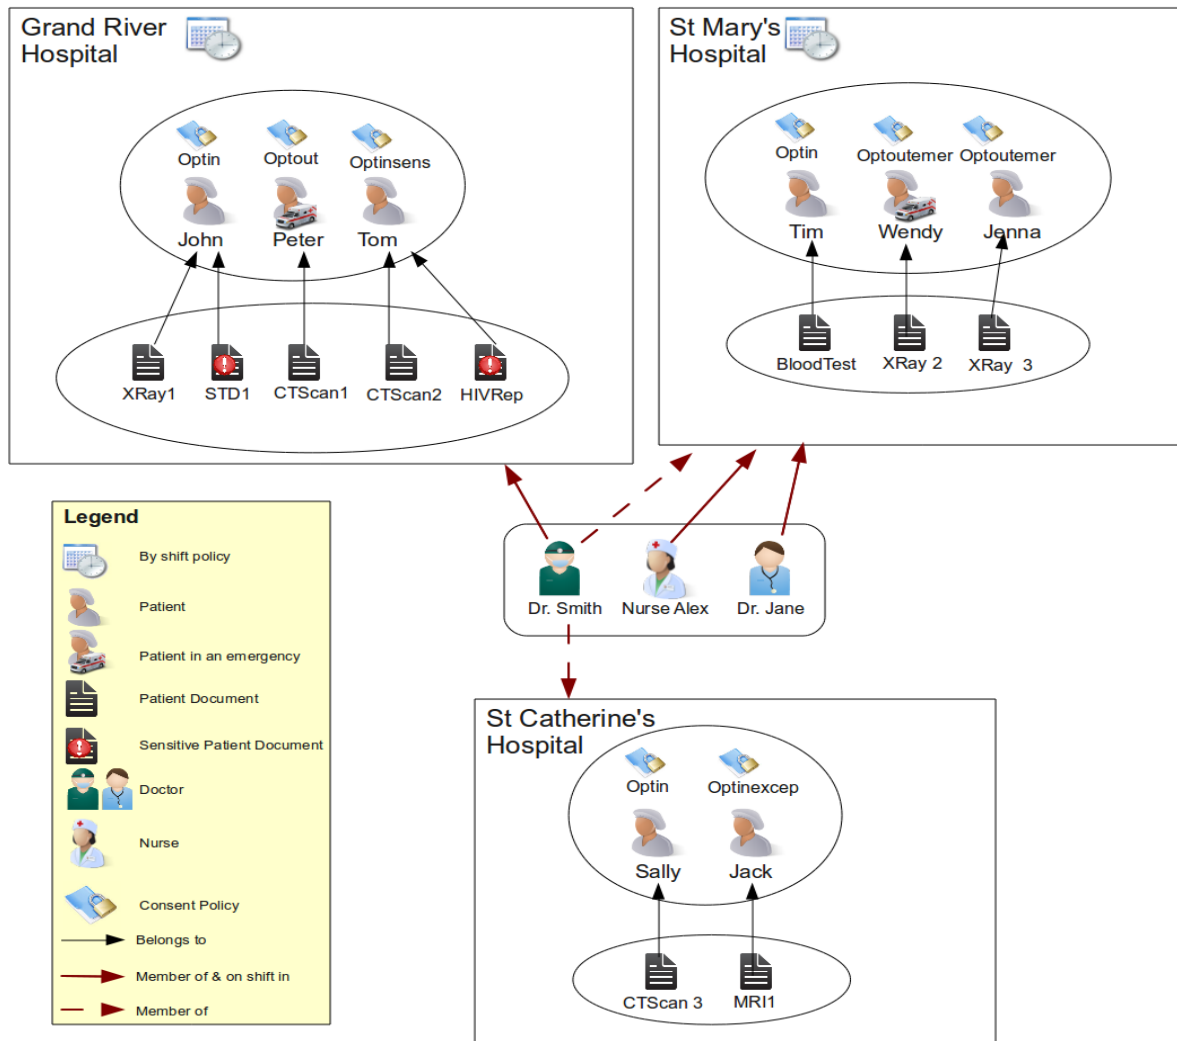 Grand River
Hospital
Optin
Optout
Optinsens
John
Peter
Tom
XRay1
STD1
CTScan1
CTScan2
HIVRep
St Mary's
Hospital
Optin
Optoutemer
Optoutemer
Tim
Wendy
Jenna
BloodTest
XRay 2
XRay 3
Legend
By shift policy
Patient
Patient in an emergency
Patient Document
Sensitive Patient Document
Doctor
Nurse
Consent Policy
Belongs to
Member of & on shift in
Member of
Dr. Smith
Nurse Alex
Dr. Jane
St Catherine's
Hospital
Optin
Optinexcep
Sally
Jack
CTScan 3
MRI1